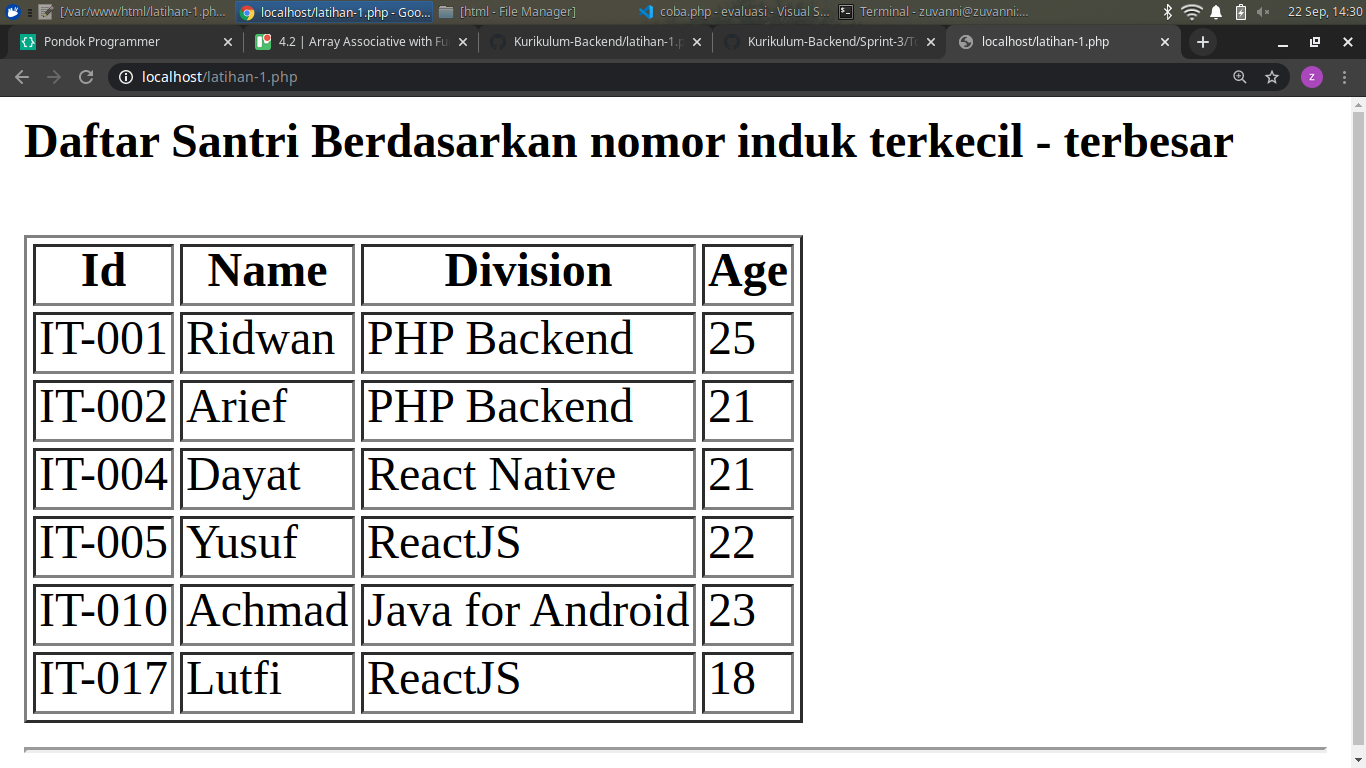 [/var/www/html/latihan-1.ph...
localhost/latihan-1.php - Goo...
[html - File Manager]
coba.php - evaluasi - Visual S...
Terminal - zuvanni@zuvanni:...
22 Sep, 14:30
Pondok Programmer
4.2 | Array Associative with Fu
Kurikulum-Backend/latihan-1.p
Kurikulum-Backend/Sprint-3/To
localhost/latihan-1.php
localhost/latihan-1.php
z
Daftar Santri Berdasarkan nomor induk terkecil - terbesar
Id Name Division Age
IT-001 Ridwan PHP Backend 25
IT-002 Arief PHP Backend 21
IT-004 Dayat React Native 21
IT-005 Yusuf ReactJS 22
IT-010 Achmad Java for Android 23
IT-017 Lutfi ReactJS 18